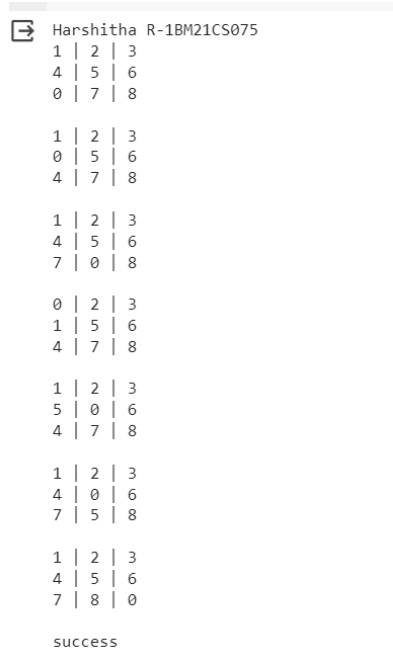 Harshitha R-1BM21CS075
1 | 2 | 3
4 | 5 | 6
0 | 7 | 8
1 | 2 | 3
0 | 5 | 6
4 | 7 | 8
1 | 2 | 3
4 | 5 | 6
7 | 0 | 8
0 | 2 | 3
1 | 5 | 6
4 | 7 | 8
1 | 2 | 3
5 | 0 | 6
4 | 7 | 8
1 | 2 | 3
4 | 0 | 6
7 | 5 | 8
1 | 2 | 3
4 | 5 | 6
7 | 8 | 0
success